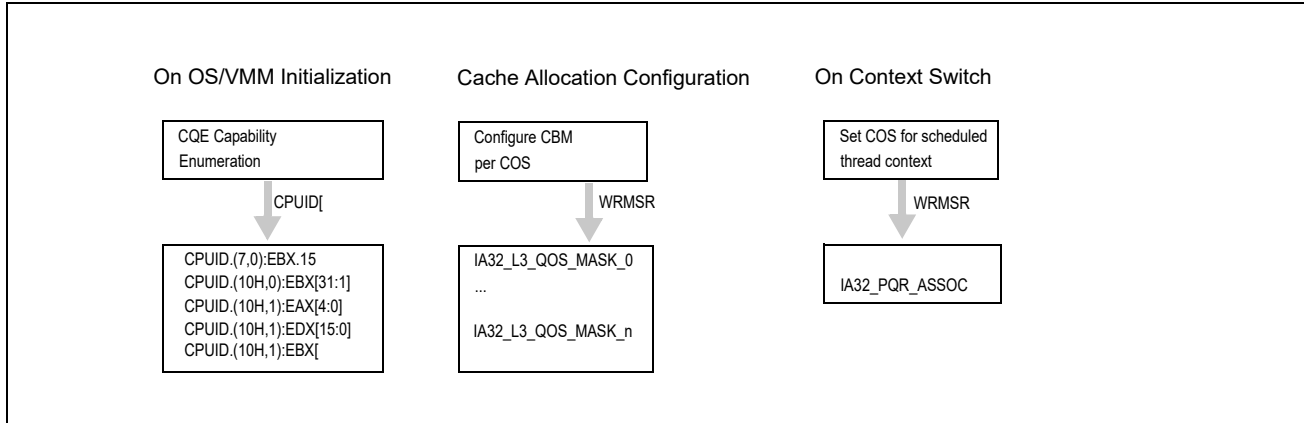 On OS/VMM Initialization
Cache Allocation Configuration
On Context Switch
CQE Capability
Enumeration
Configure CBM
per COS
Set COS for scheduled
thread context
CPUID[
WRMSR
WRMSR
CPUID.(7,0):EBX.15
CPUID.(10H,0):EBX[31:1]
CPUID.(10H,1):EAX[4:0]
CPUID.(10H,1):EDX[15:0]
CPUID.(10H,1):EBX[
IA32_L3_QOS_MASK_0
...
IA32_L3_QOS_MASK_n
IA32_PQR_ASSOC